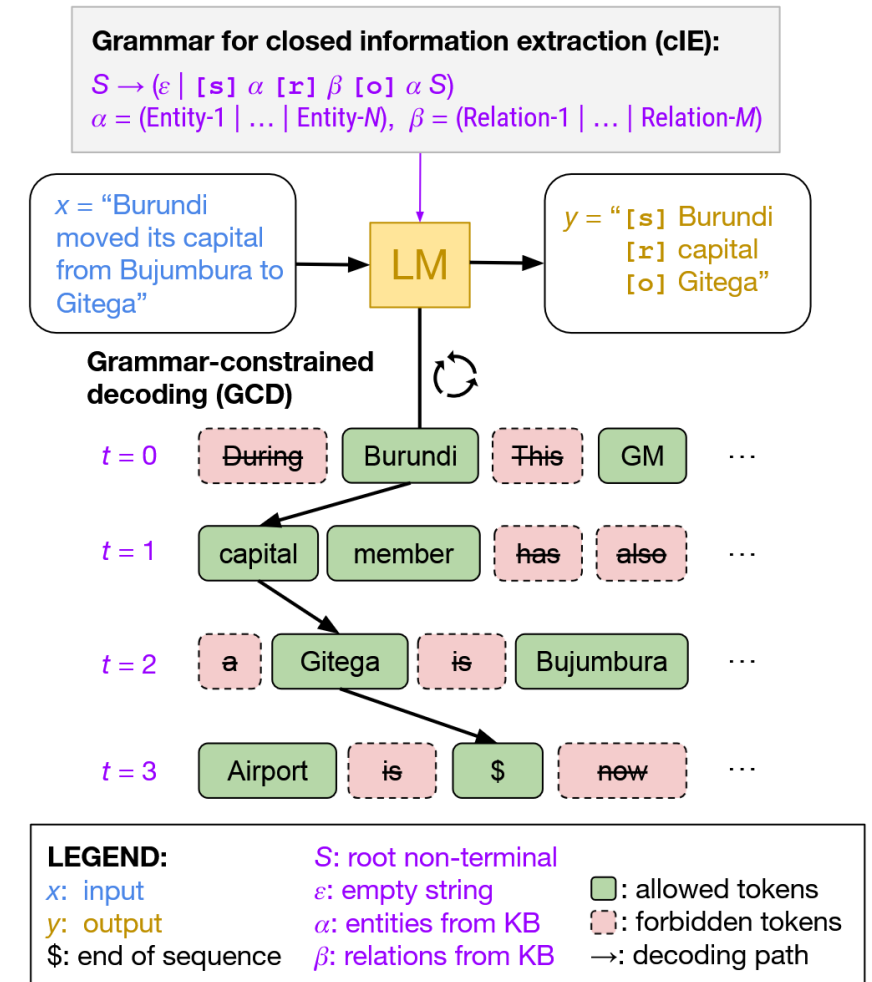 Grammar for closed information extraction (cIE):
S → (ε | [s] α [r] β [o] α S)
α = (Entity-1 | … | Entity-N), β = (Relation-1 | … | Relation-M)
x = “Burundi
moved its capital
from Bujumbura to
Gitega”
LM
y = “[s] Burundi
[r] capital
[o] Gitega”
Grammar-constrained
decoding (GCD)
t = 0 During Burundi This GM ...
t = 1 capital member has also ...
t = 2 a Gitega is Bujumbura ...
t = 3 Airport is $ now ...
LEGEND:
x: input
y: output
$: end of sequence
S: root non-terminal
ε: empty string
α: entities from KB
β: relations from KB
: allowed tokens
: forbidden tokens
→: decoding path